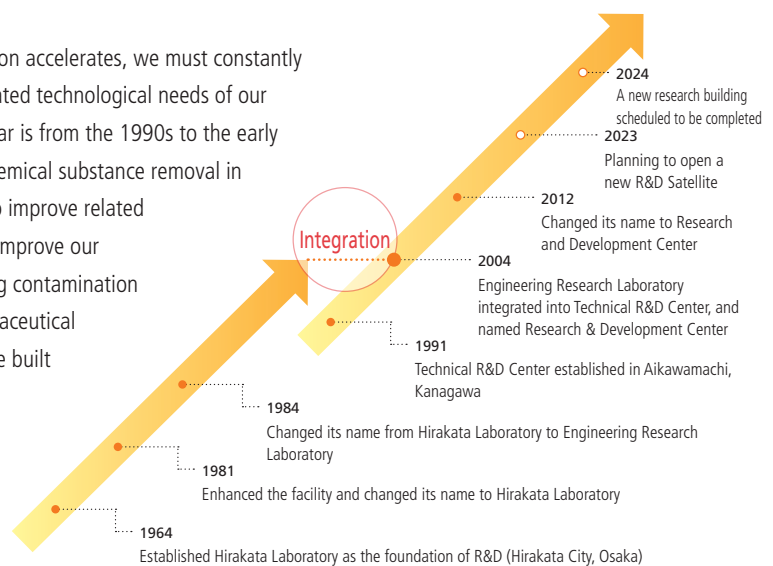 on accelerates, we must constantly
ated technological needs of our
ar is from the 1990s to the early
emical substance removal in
o improve related
mprove our
g contamination
aceutical
e built
Integration
2024
A new research building
scheduled to be completed
2023
Planning to open a
new R&D Satellite
2012
Changed its name to Research
and Development Center
2004
Engineering Research Laboratory
integrated into Technical R&D Center, and
named Research & Development Center
1991
Technical R&D Center established in Aikawamachi,
Kanagawa
1984
Changed its name from Hirakata Laboratory to Engineering Research
Laboratory
1981
Enhanced the facility and changed its name to Hirakata Laboratory
1964
Established Hirakata Laboratory as the foundation of R&D (Hirakata City, Osaka)